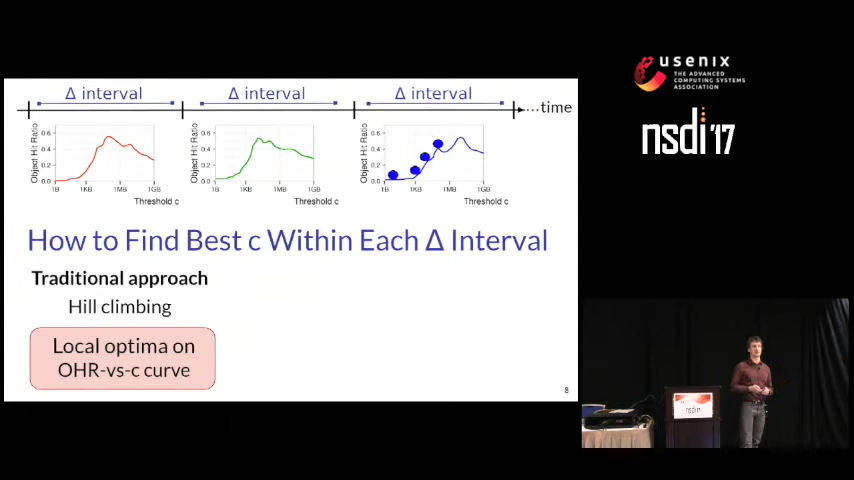 Δ interval
Δ interval
Δ interval
...time
Object Hit Ratio
0.6
0.4
0.2
0.0
1B
1KB
1MB
1GB
Threshold c
Object Hit Ratio
0.6
0.4
0.2
0.0
1B
1KB
1MB
1GB
Threshold c
Object Hit Ratio
0.6
0.4
0.2
0.0
1B
1KB
1MB
1GB
Threshold c
How to Find Best c Within Each Δ Interval
Traditional approach
Hill climbing
Local optima on
OHR-vs-c curve
8
usenix
THE ADVANCED
COMPUTING SYSTEMS
ASSOCIATION
nsdi '17
nsdi